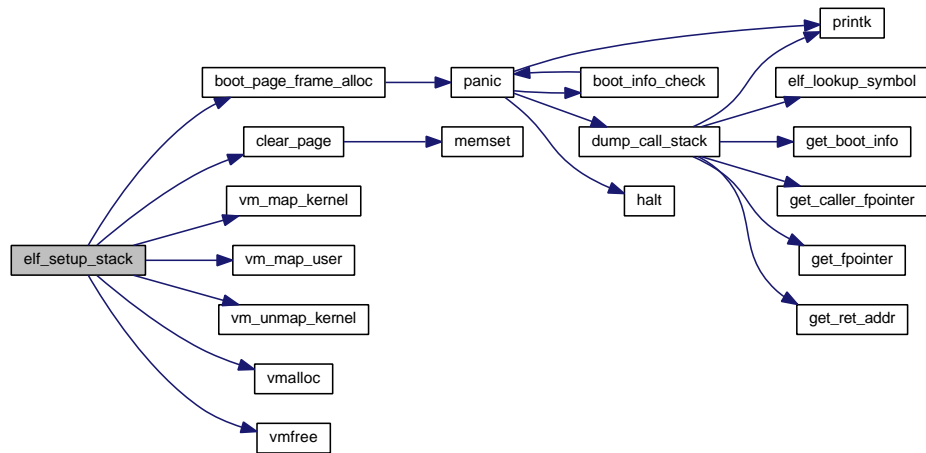 printk
boot_page_frame_alloc
panic
boot_info_check
elf_lookup_symbol
clear_page
memset
dump_call_stack
get_boot_info
vm_map_kernel
halt
get_caller_fpointer
elf_setup_stack
vm_map_user
get_fpointer
vm_unmap_kernel
get_ret_addr
vmalloc
vmfree